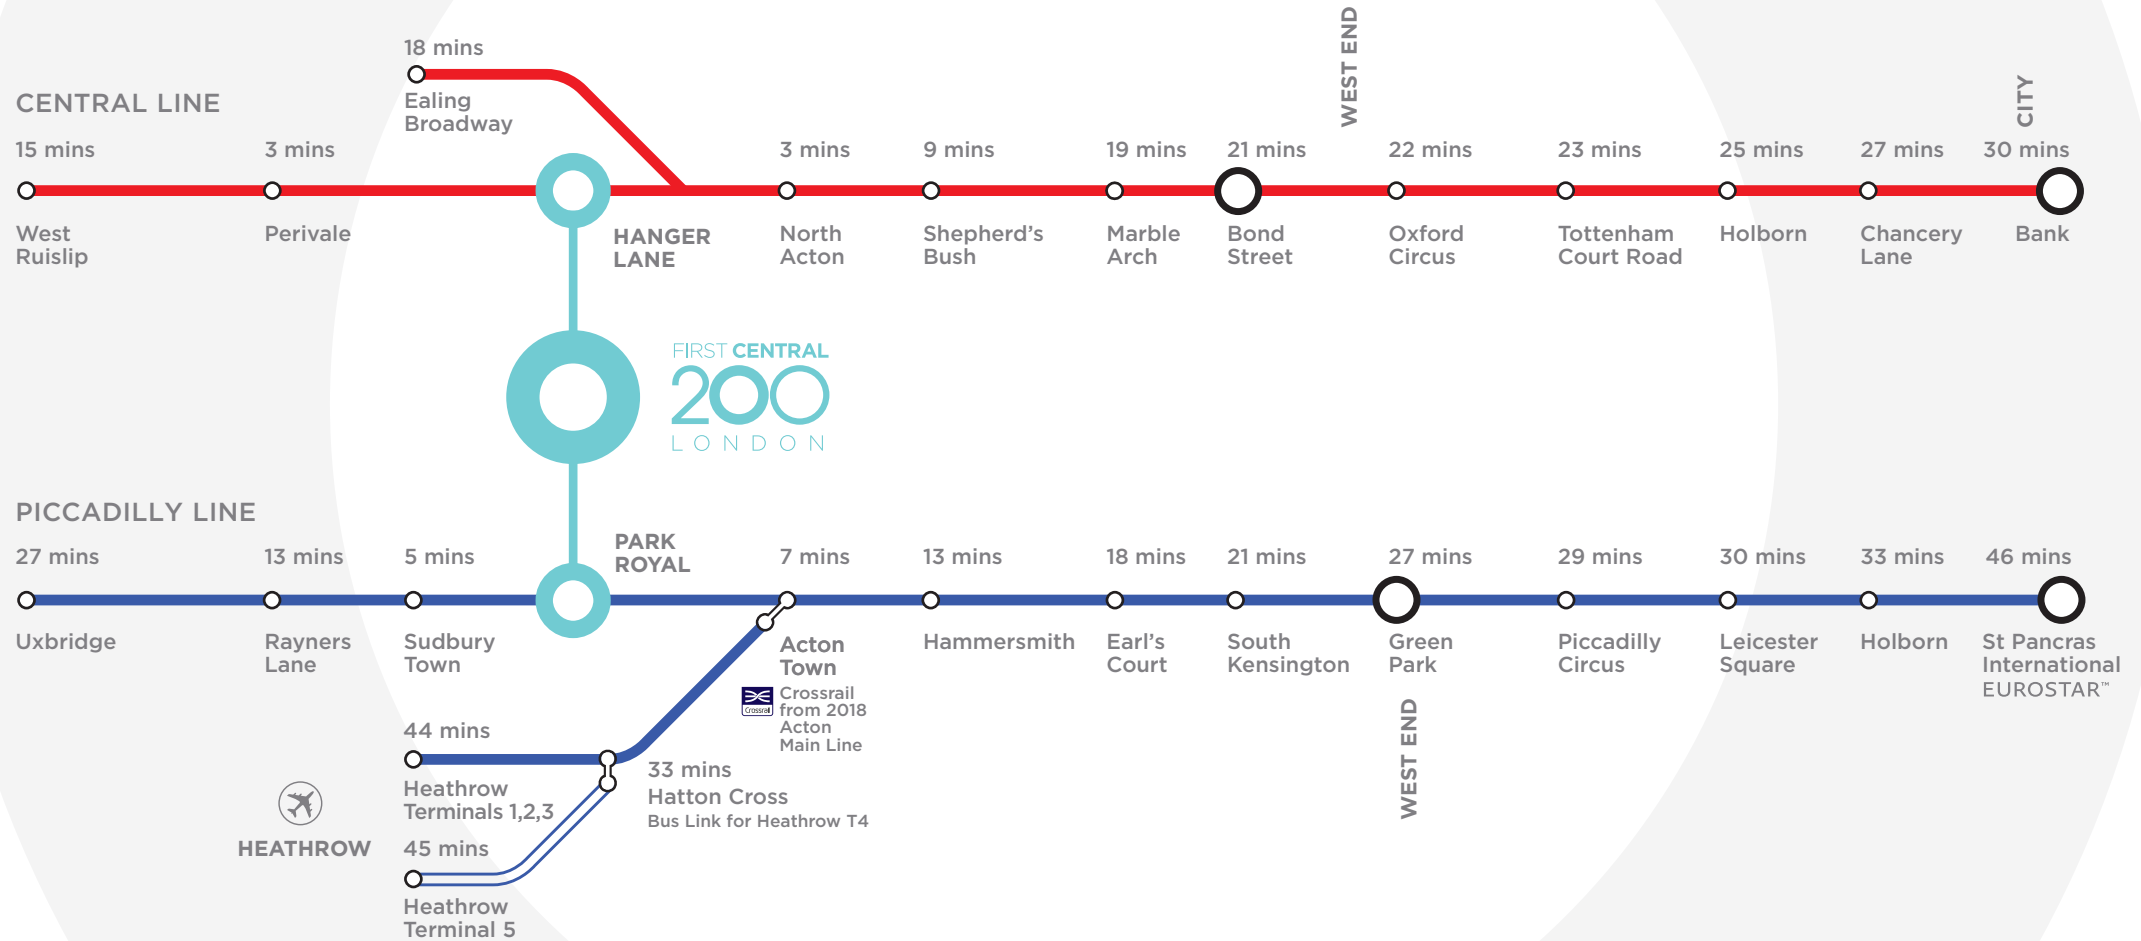 WEST END
CITY
18 mins
Ealing
Broadway
CENTRAL LINE
15 mins
3 mins
3 mins
9 mins
19 mins
21 mins
22 mins
23 mins
25 mins
27 mins
30 mins
West
Ruislip
Perivale
HANGER
LANE
North
Acton
Shepherd's
Bush
Marble
Arch
Bond
Street
Oxford
Circus
Tottenham
Court Road
Holborn
Chancery
Lane
Bank
FIRST CENTRAL
200
LONDON
PICCADILLY LINE
27 mins
13 mins
5 mins
PARK
ROYAL
7 mins
13 mins
18 mins
21 mins
27 mins
29 mins
30 mins
33 mins
46 mins
Uxbridge
Rayners
Lane
Sudbury
Town
Acton
Town
Crossrail
Crossrail
from 2018
Acton
Main Line
Hammersmith
Earl's
Court
South
Kensington
Green
Park
WEST END
Piccadilly
Circus
Leicester
Square
Holborn
St Pancras
International
EUROSTAR™
44 mins
Heathrow
Terminals 1,2,3
33 mins
Hatton Cross
Bus Link for Heathrow T4
HEATHROW
45 mins
Heathrow
Terminal 5